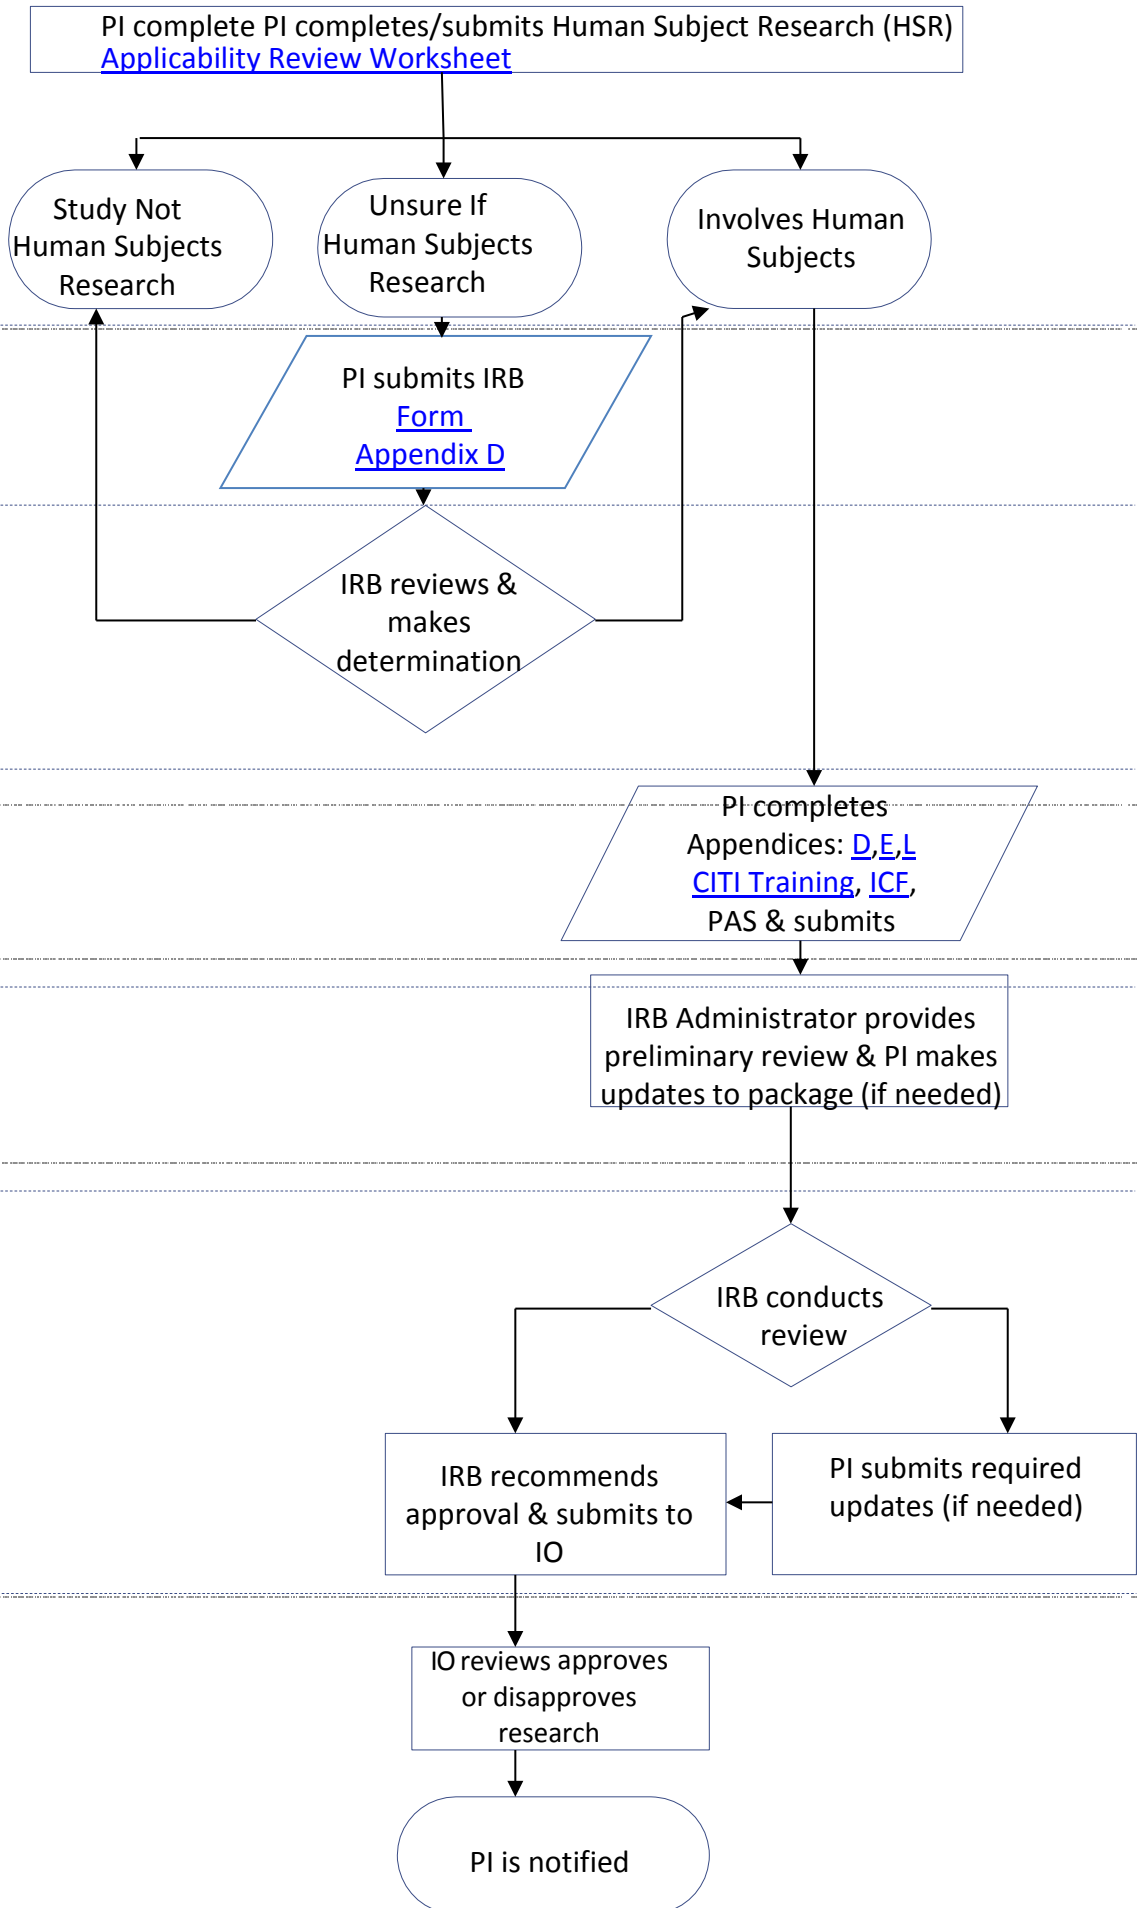 PI complete PI completes/submits Human Subject Research (HSR)
Applicability Review Worksheet
Study Not
Human Subjects
Research
Unsure If
Human Subjects
Research
Involves Human
Subjects
PI submits IRB
Form
Appendix D
IRB reviews &
makes
determination
PI completes
Appendices: D,E,L
CITI Training, ICF,
PAS & submits
IRB Administrator provides
preliminary review & PI makes
updates to package (if needed)
IRB conducts
review
IRB recommends
approval & submits to
IO
PI submits required
updates (if needed)
IO reviews approves
or disapproves
research
PI is notified